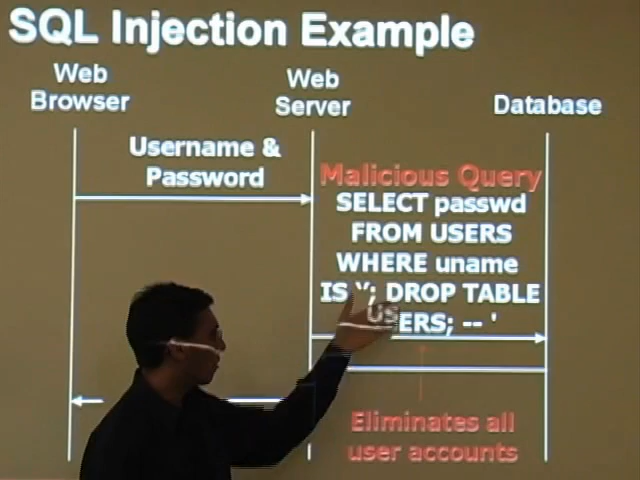 SQL Injection Example
Web
Browser
Web
Server
Database
Username &
Password
Malicious Query
SELECT passwd
FROM USERS
WHERE uname
IS ''; DROP TABLE
USERS; -- '
Eliminates all
user accounts